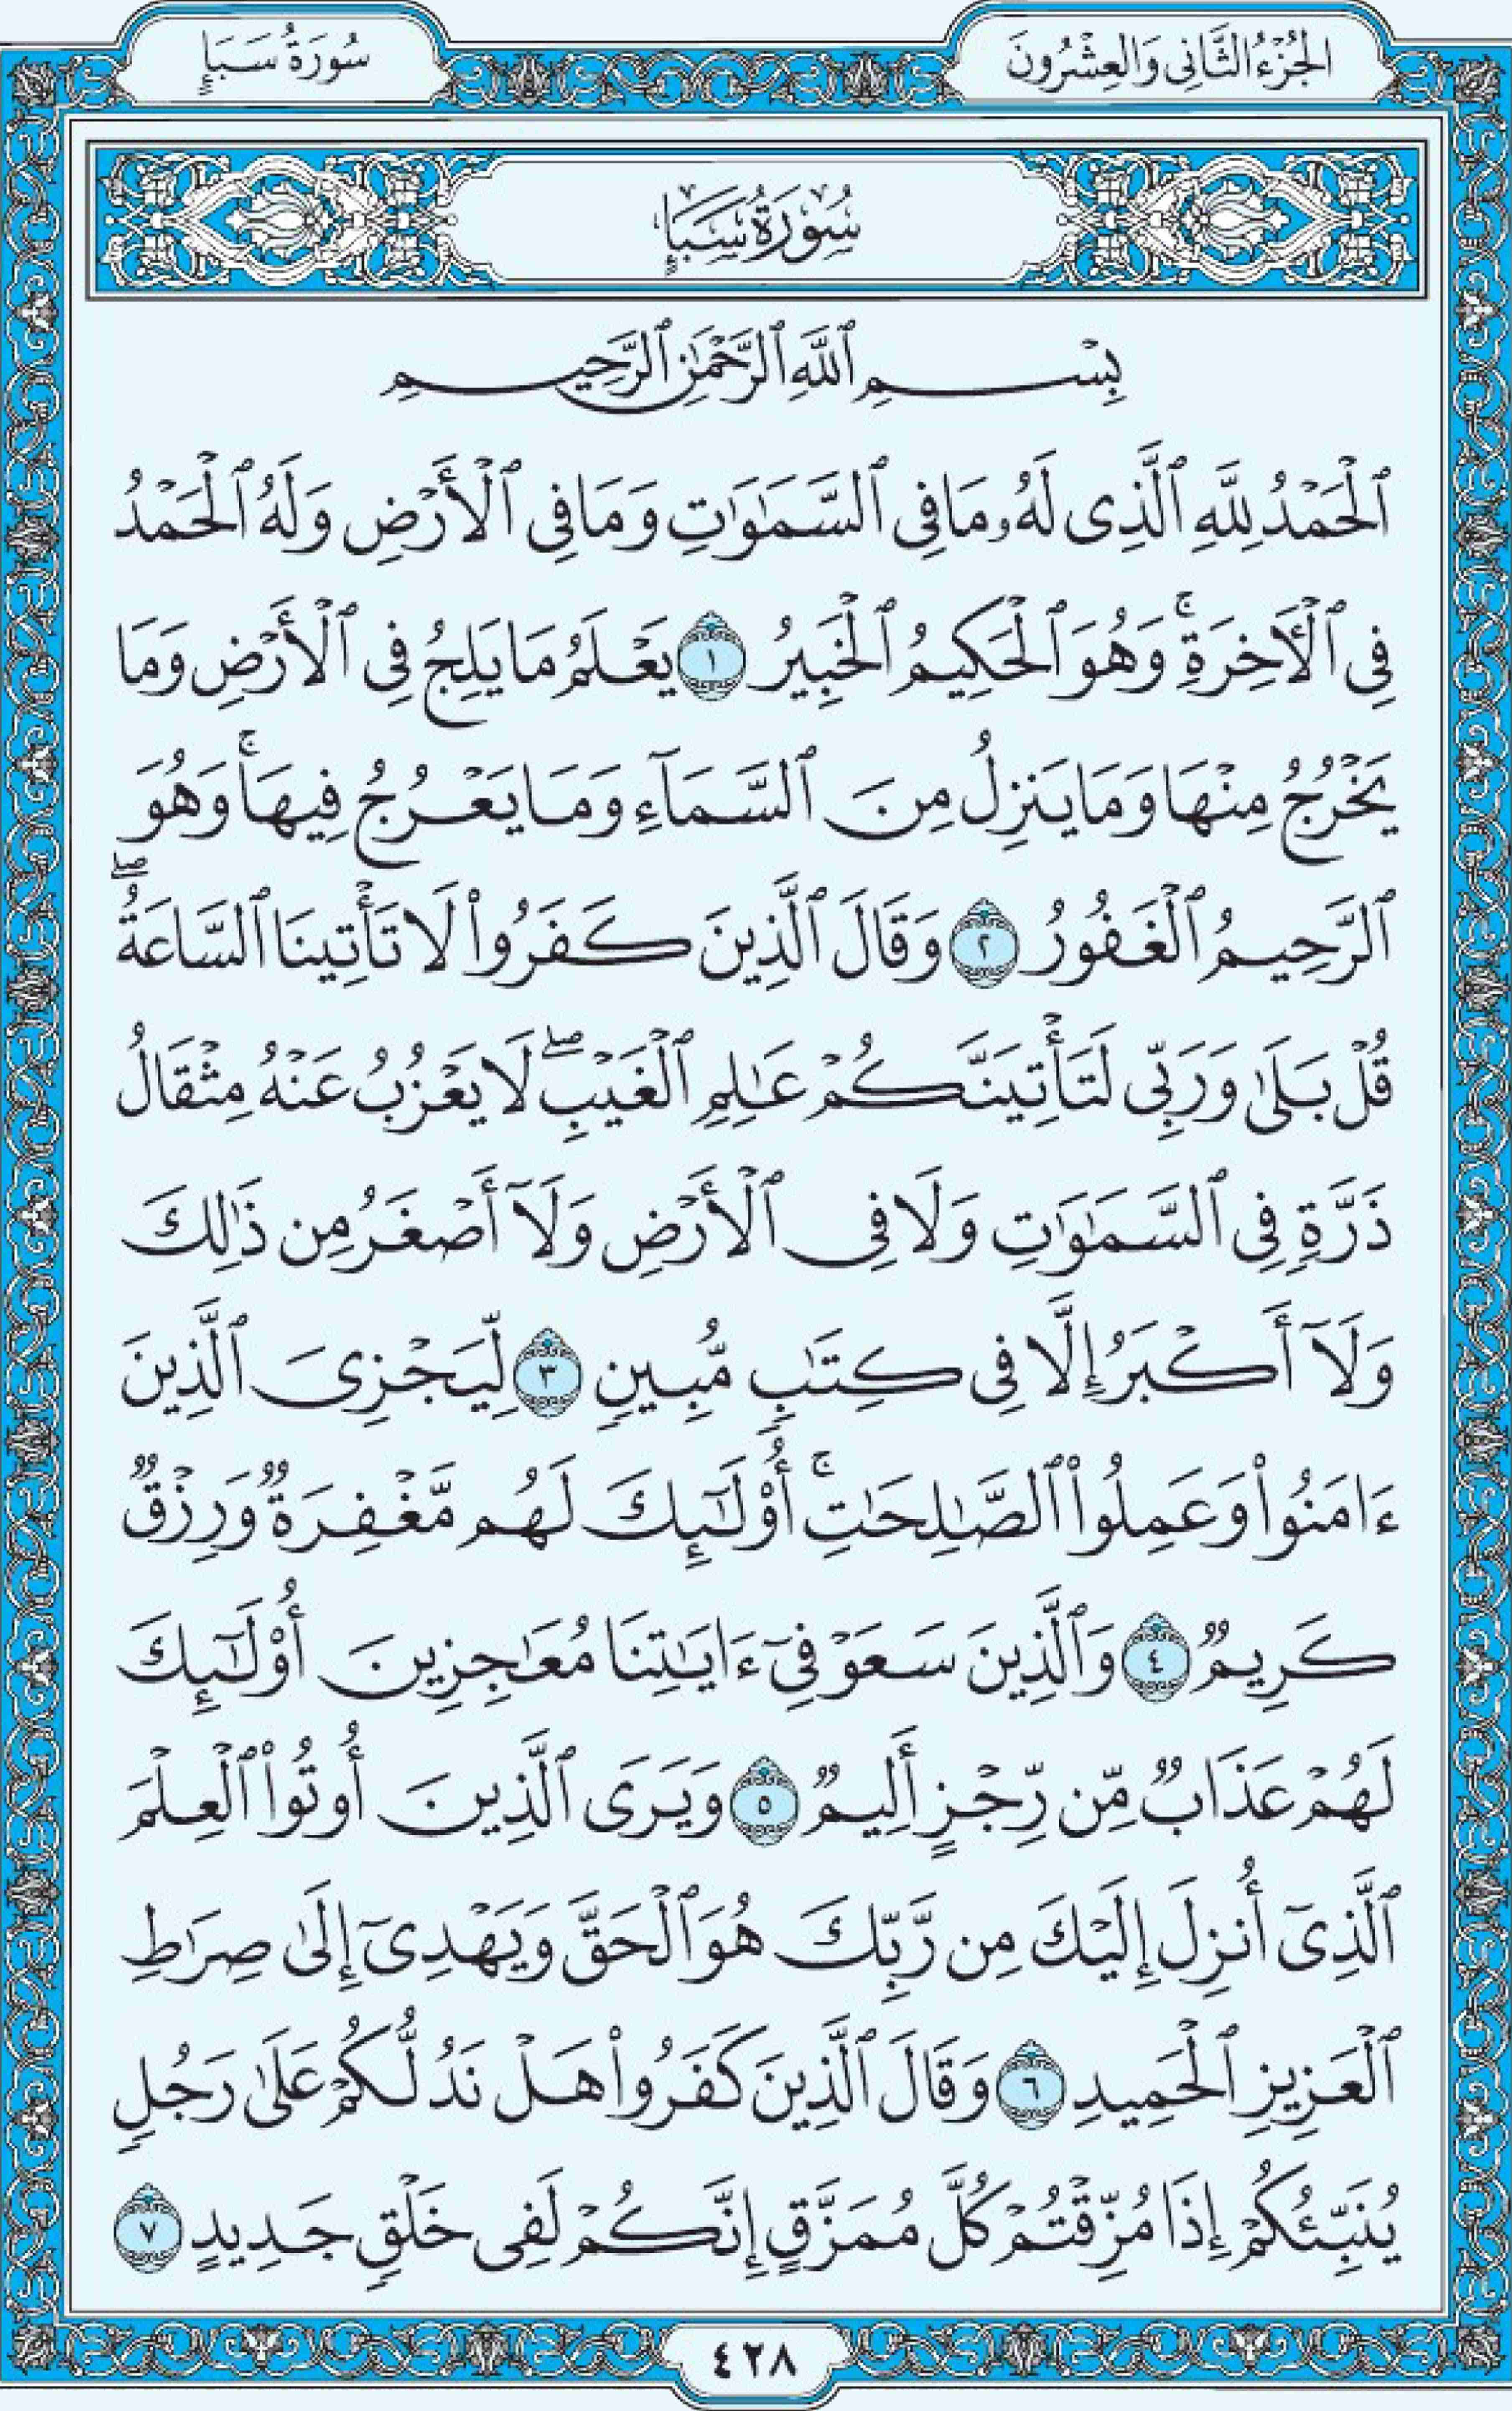 الجُزْءُ الثَّانِي وَالعِشْرُونَ
سُورَةُ سَبَإٍ
سُورَةُ سَبَإٍ
بِسْمِ ٱللَّهِ ٱلرَّحْمَٰنِ ٱلرَّحِيمِ
ٱلْحَمْدُ لِلَّهِ ٱلَّذِى لَهُۥ مَا فِى ٱلسَّمَٰوَٰتِ وَمَا فِى ٱلْأَرْضِ وَلَهُ ٱلْحَمْدُ
فِى ٱلْأٓخِرَةِۚ وَهُوَ ٱلْحَكِيمُ ٱلْخَبِيرُ ١ يَعْلَمُ مَا يَلِجُ فِى ٱلْأَرْضِ وَمَا
يَخْرُجُ مِنْهَا وَمَا يَنزِلُ مِنَ ٱلسَّمَآءِ وَمَا يَعْرُجُ فِيهَاۚ وَهُوَ
ٱلرَّحِيمُ ٱلْغَفُورُ ٢ وَقَالَ ٱلَّذِينَ كَفَرُوا۟ لَا تَأْتِينَا ٱلسَّاعَةُۖ
قُلْ بَلَىٰ وَرَبِّى لَتَأْتِيَنَّكُمْ عَٰلِمِ ٱلْغَيْبِۖ لَا يَعْزُبُ عَنْهُ مِثْقَالُ
ذَرَّةٍ فِى ٱلسَّمَٰوَٰتِ وَلَا فِى ٱلْأَرْضِ وَلَآ أَصْغَرُ مِن ذَٰلِكَ
وَلَآ أَكْبَرُ إِلَّا فِى كِتَٰبٍ مُّبِينٍ ٣ لِّيَجْزِىَ ٱلَّذِينَ
ءَامَنُوا۟ وَعَمِلُوا۟ ٱلصَّٰلِحَٰتِۚ أُو۟لَٰٓئِكَ لَهُم مَّغْفِرَةٌ وَرِزْقٌ
كَرِيمٌ ٤ وَٱلَّذِينَ سَعَوْ فِىٓ ءَايَٰتِنَا مُعَٰجِزِينَ أُو۟لَٰٓئِكَ
لَهُمْ عَذَابٌ مِّن رِّجْزٍ أَلِيمٌ ٥ وَيَرَى ٱلَّذِينَ أُوتُوا۟ ٱلْعِلْمَ
ٱلَّذِىٓ أُنزِلَ إِلَيْكَ مِن رَّبِّكَ هُوَ ٱلْحَقَّ وَيَهْدِىٓ إِلَىٰ صِرَٰطِ
ٱلْعَزِيزِ ٱلْحَمِيدِ ٦ وَقَالَ ٱلَّذِينَ كَفَرُوا۟ هَلْ نَدُلُّكُمْ عَلَىٰ رَجُلٍ
يُنَبِّئُكُمْ إِذَا مُزِّقْتُمْ كُلَّ مُمَزَّقٍ إِنَّكُمْ لَفِى خَلْقٍ جَدِيدٍ ٧
٤٢٨